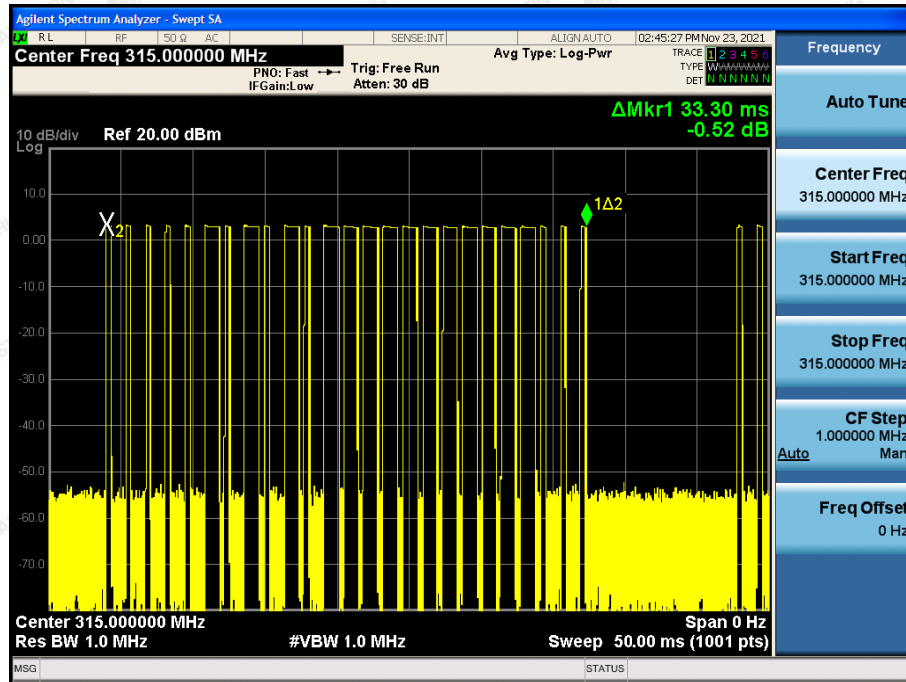 Agilent Spectrum Analyzer - Swept SA
LXI RL RF 50 Ω AC SENSE:INT ALIGN AUTO 02:45:27 PM Nov 23, 2021
Center Freq 315.000000 MHz
PNO: Fast
IFGain:Low
Trig: Free Run
Atten: 30 dB
Avg Type: Log-Pwr
TRACE 1 2 3 4 5 6
TYPE WWWWWW
DET N N N N N N
ΔMkr1 33.30 ms
-0.52 dB
10 dB/div Ref 20.00 dBm
Log
10.0
0.00
-10.0
-20.0
-30.0
-40.0
-50.0
-60.0
-70.0
X2
1Δ2
Center 315.000000 MHz Span 0 Hz
Res BW 1.0 MHz #VBW 1.0 MHz Sweep 50.00 ms (1001 pts)
MSG STATUS
Frequency
Auto Tune
Center Freq
315.000000 MHz
Start Freq
315.000000 MHz
Stop Freq
315.000000 MHz
CF Step
1.000000 MHz
Auto Man
Freq Offset
0 Hz